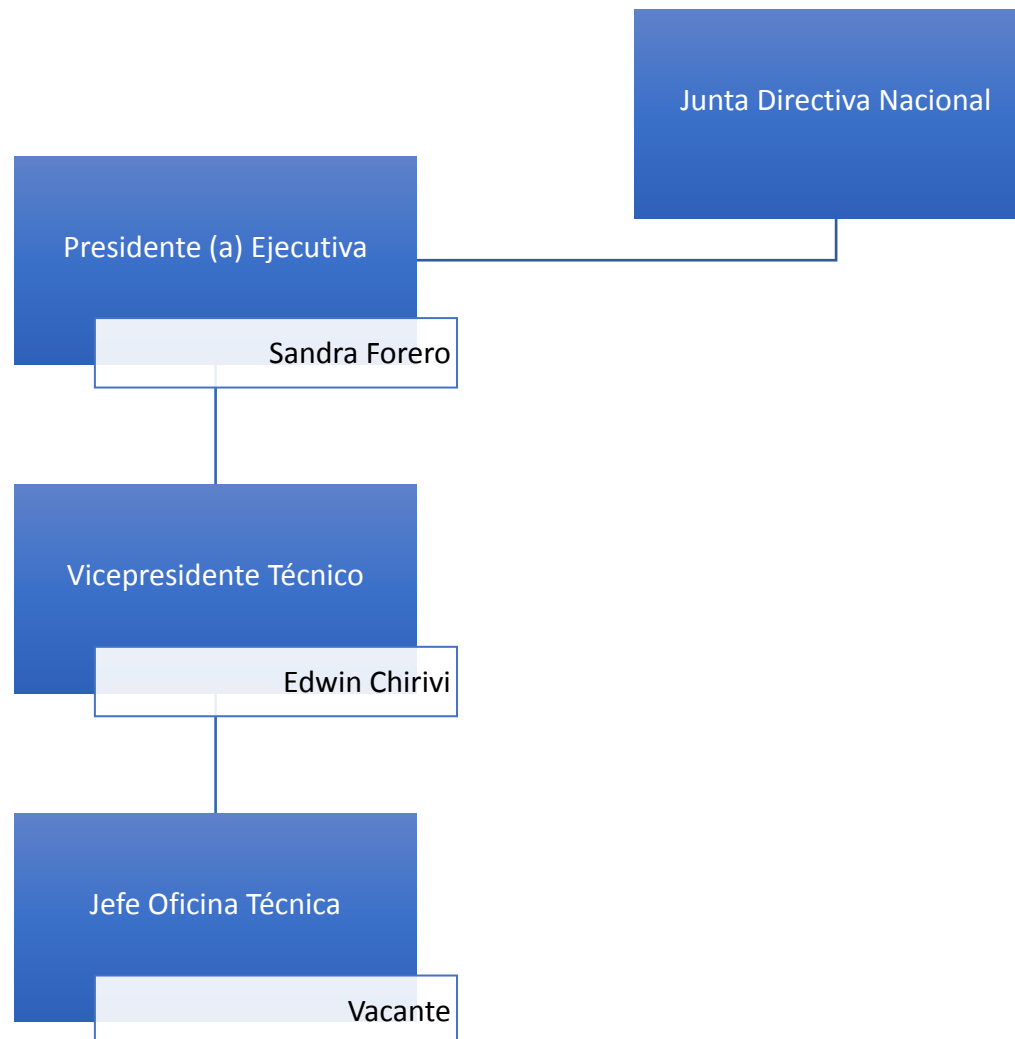 Junta Directiva Nacional
Presidente (a) Ejecutiva
Sandra Forero
Vicepresidente Técnico
Edwin Chirivi
Jefe Oficina Técnica
Vacante